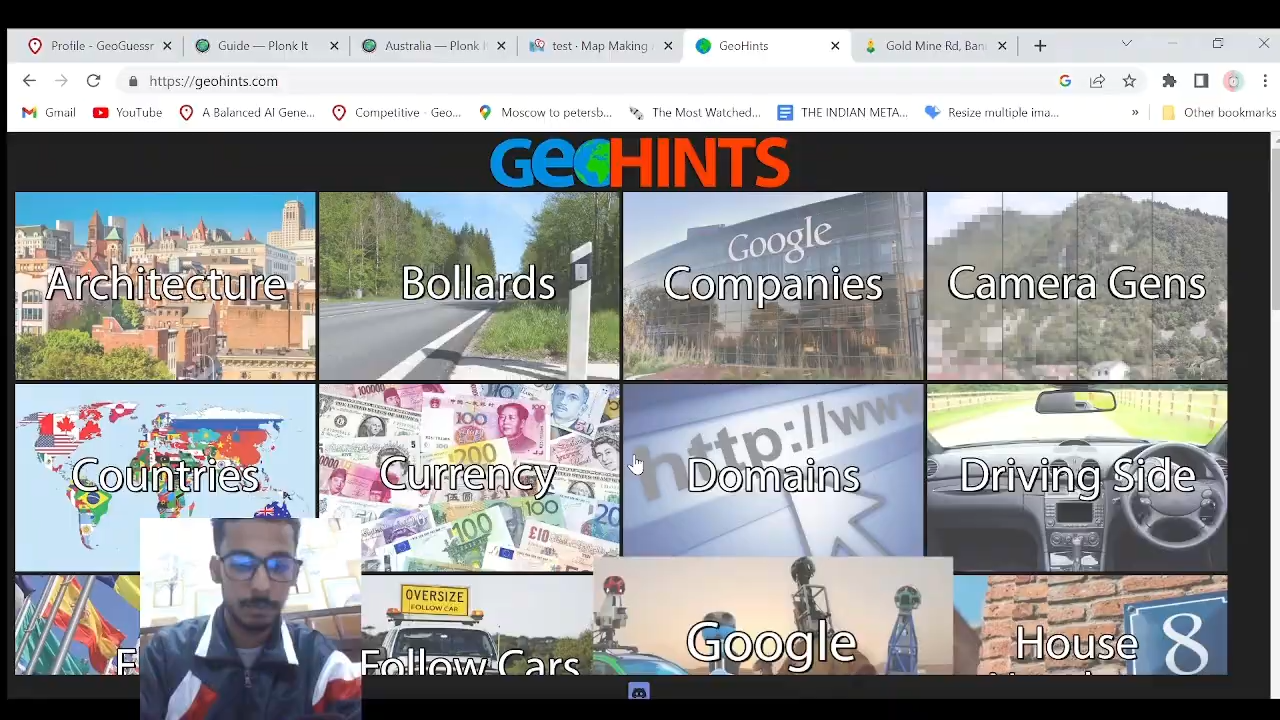 Profile - GeoGuessr
Guide — Plonk It
Australia — Plonk I
test · Map Making
GeoHints
Gold Mine Rd, Ban
https://geohints.com
Gmail
YouTube
A Balanced AI Gene...
Competitive - Geo...
Moscow to petersb...
The Most Watched...
THE INDIAN META...
Resize multiple ima...
»
Other bookmarks
GEOHINTS
Architecture
Bollards
Google
Companies
Camera Gens
Countries
Currency
http://www
Domains
Driving Side
OVERSIZE
FOLLOW CAR
Follow Cars
Google
House
8